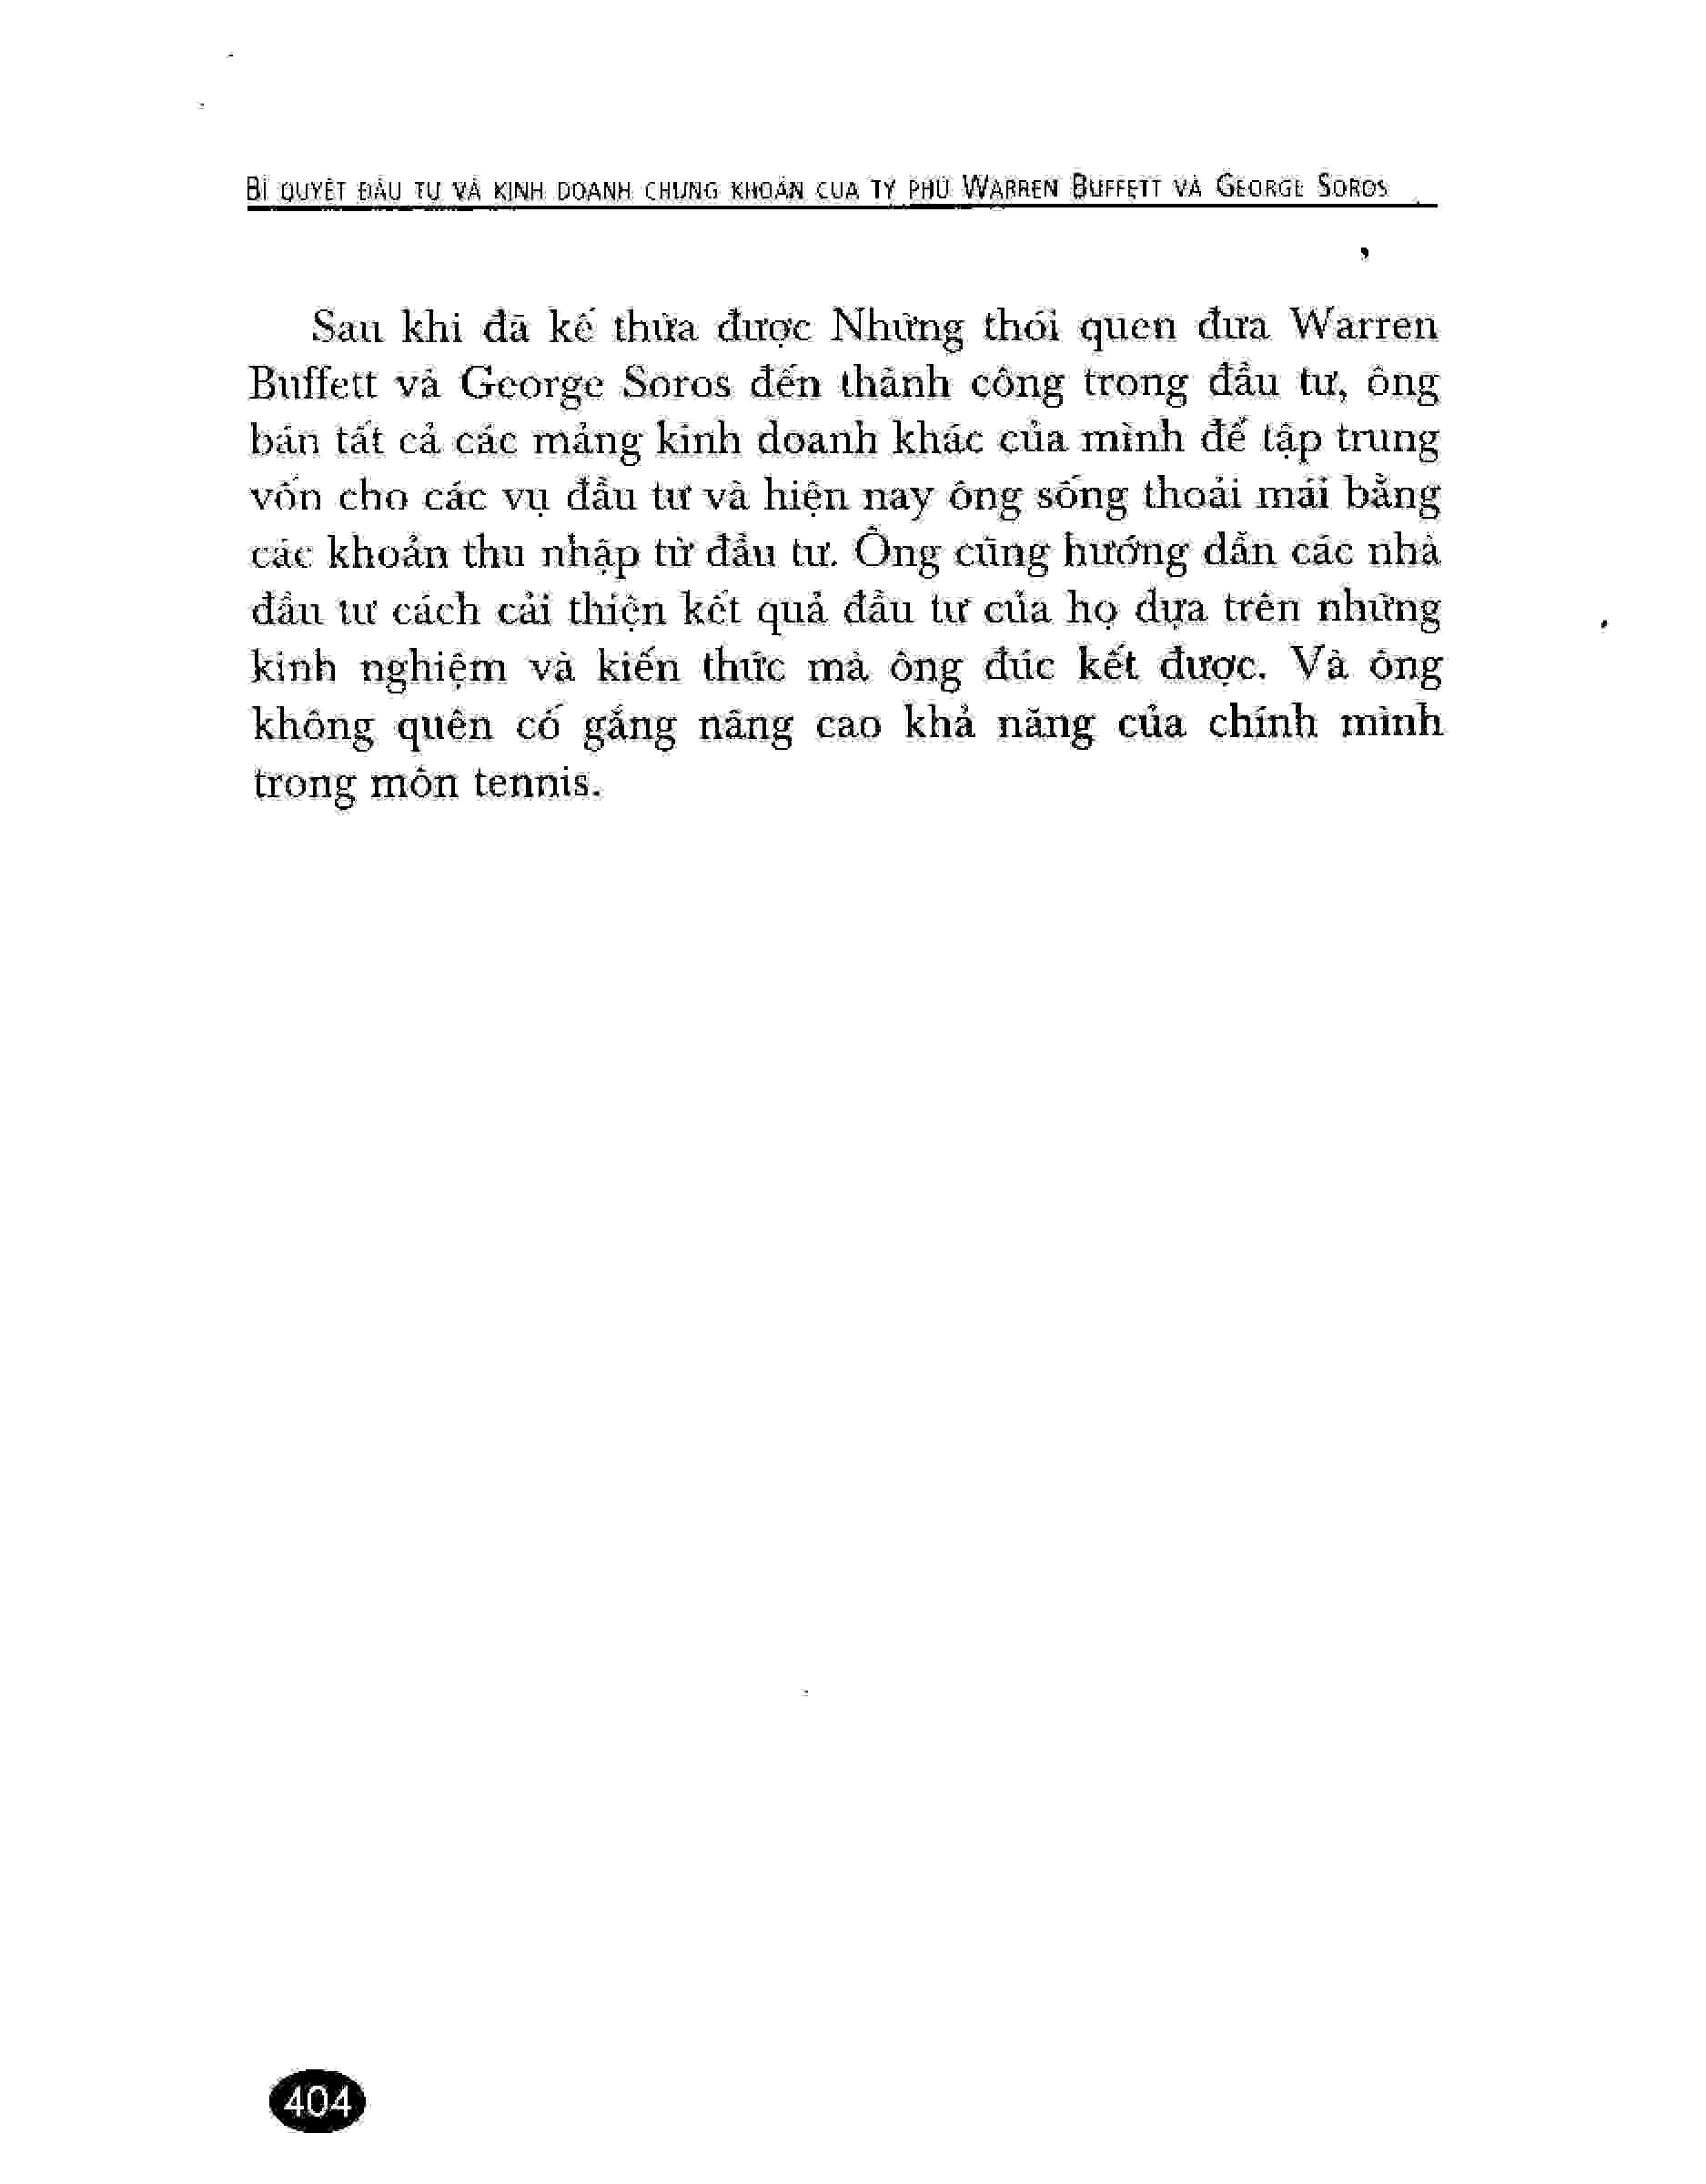 BÍ QUYẾT ĐẦU TƯ VÀ KINH DOANH CHỨNG KHOÁN CỦA TỶ PHÚ WARREN BUFFETT VÀ GEORGE SOROS
Sau khi đã kế thừa được Những thói quen đưa Warren
Buffett và George Soros đến thành công trong đầu tư, ông
bán tất cả các mảng kinh doanh khác của mình để tập trung
vốn cho các vụ đầu tư và hiện nay ông sống thoải mái bằng
các khoản thu nhập từ đầu tư. Ông cũng hướng dẫn các nhà
đầu tư cách cải thiện kết quả đầu tư của họ dựa trên những
kinh nghiệm và kiến thức mà ông đúc kết được. Và ông
không quên cố gắng nâng cao khả năng của chính mình
trong môn tennis.
404